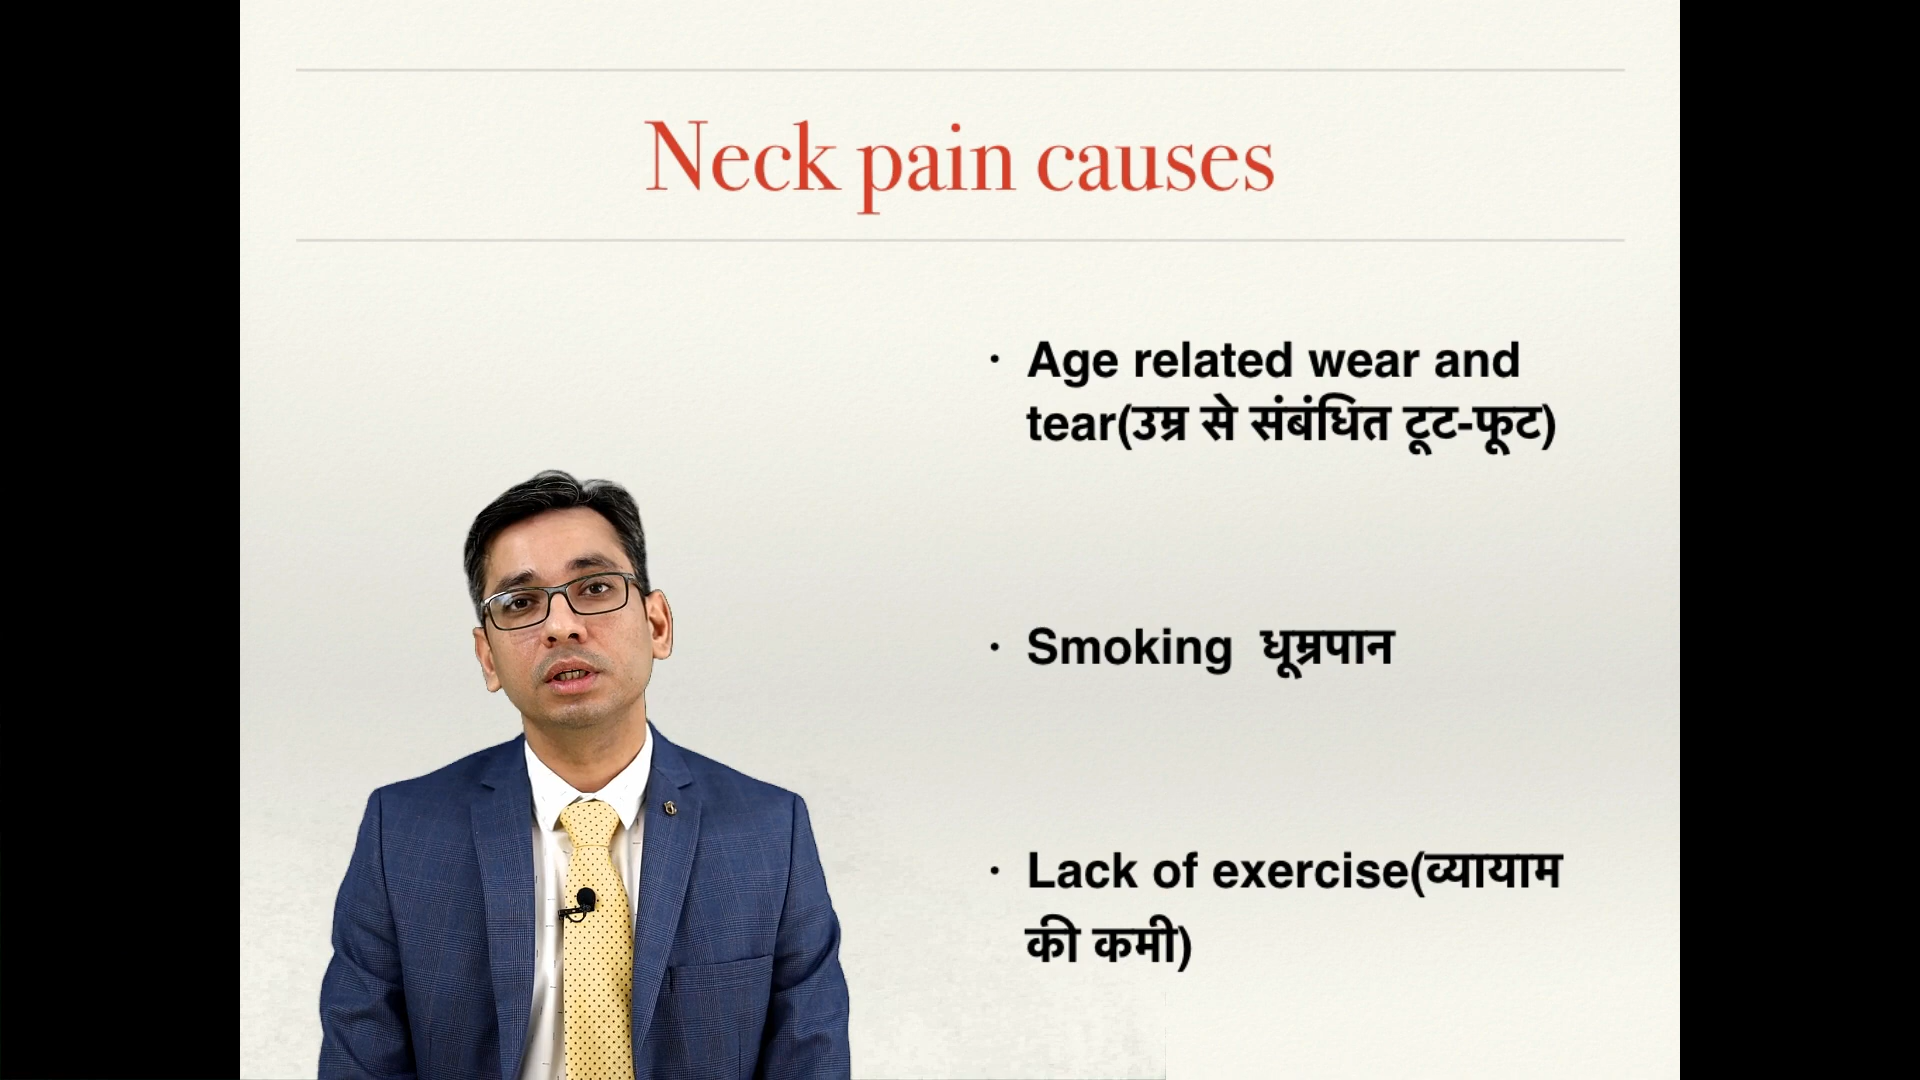 Neck pain causes
• Age related wear and
tear(उम्र से संबंधित टूट-फूट)
• Smoking धूम्रपान
• Lack of exercise(व्यायाम
की कमी)